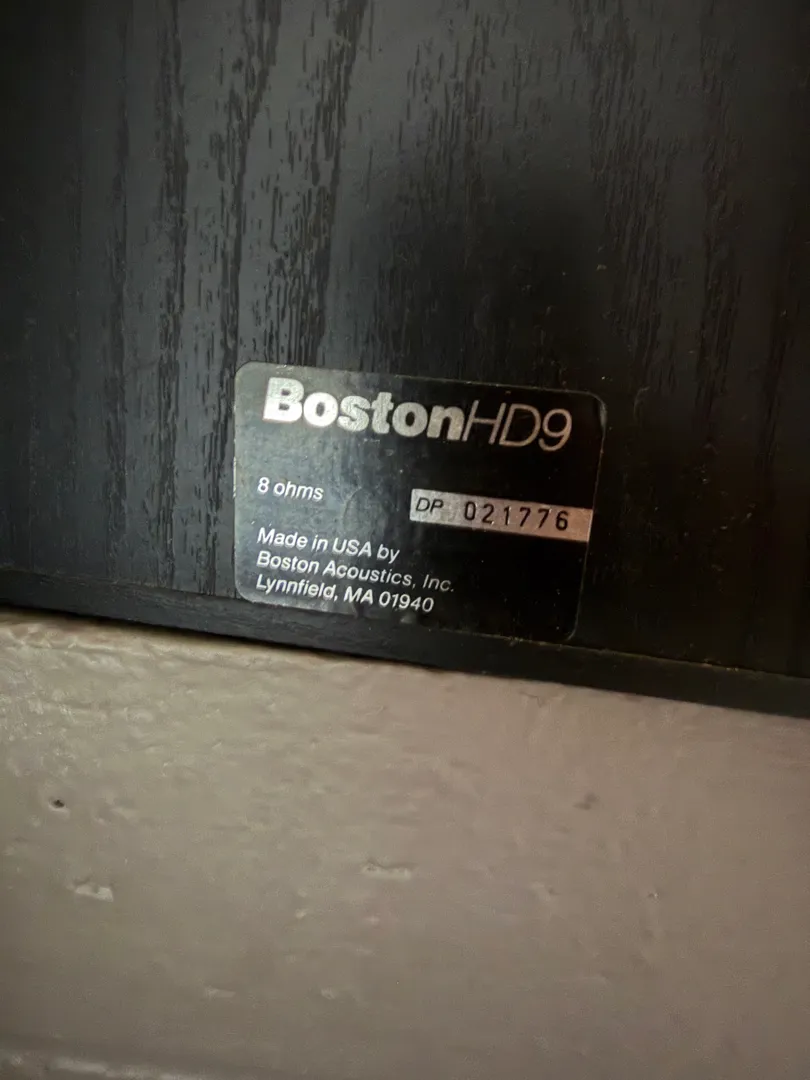 BostonHD9
8 ohms
DP 021776
Made in USA by
Boston Acoustics, Inc.
Lynnfield, MA 01940